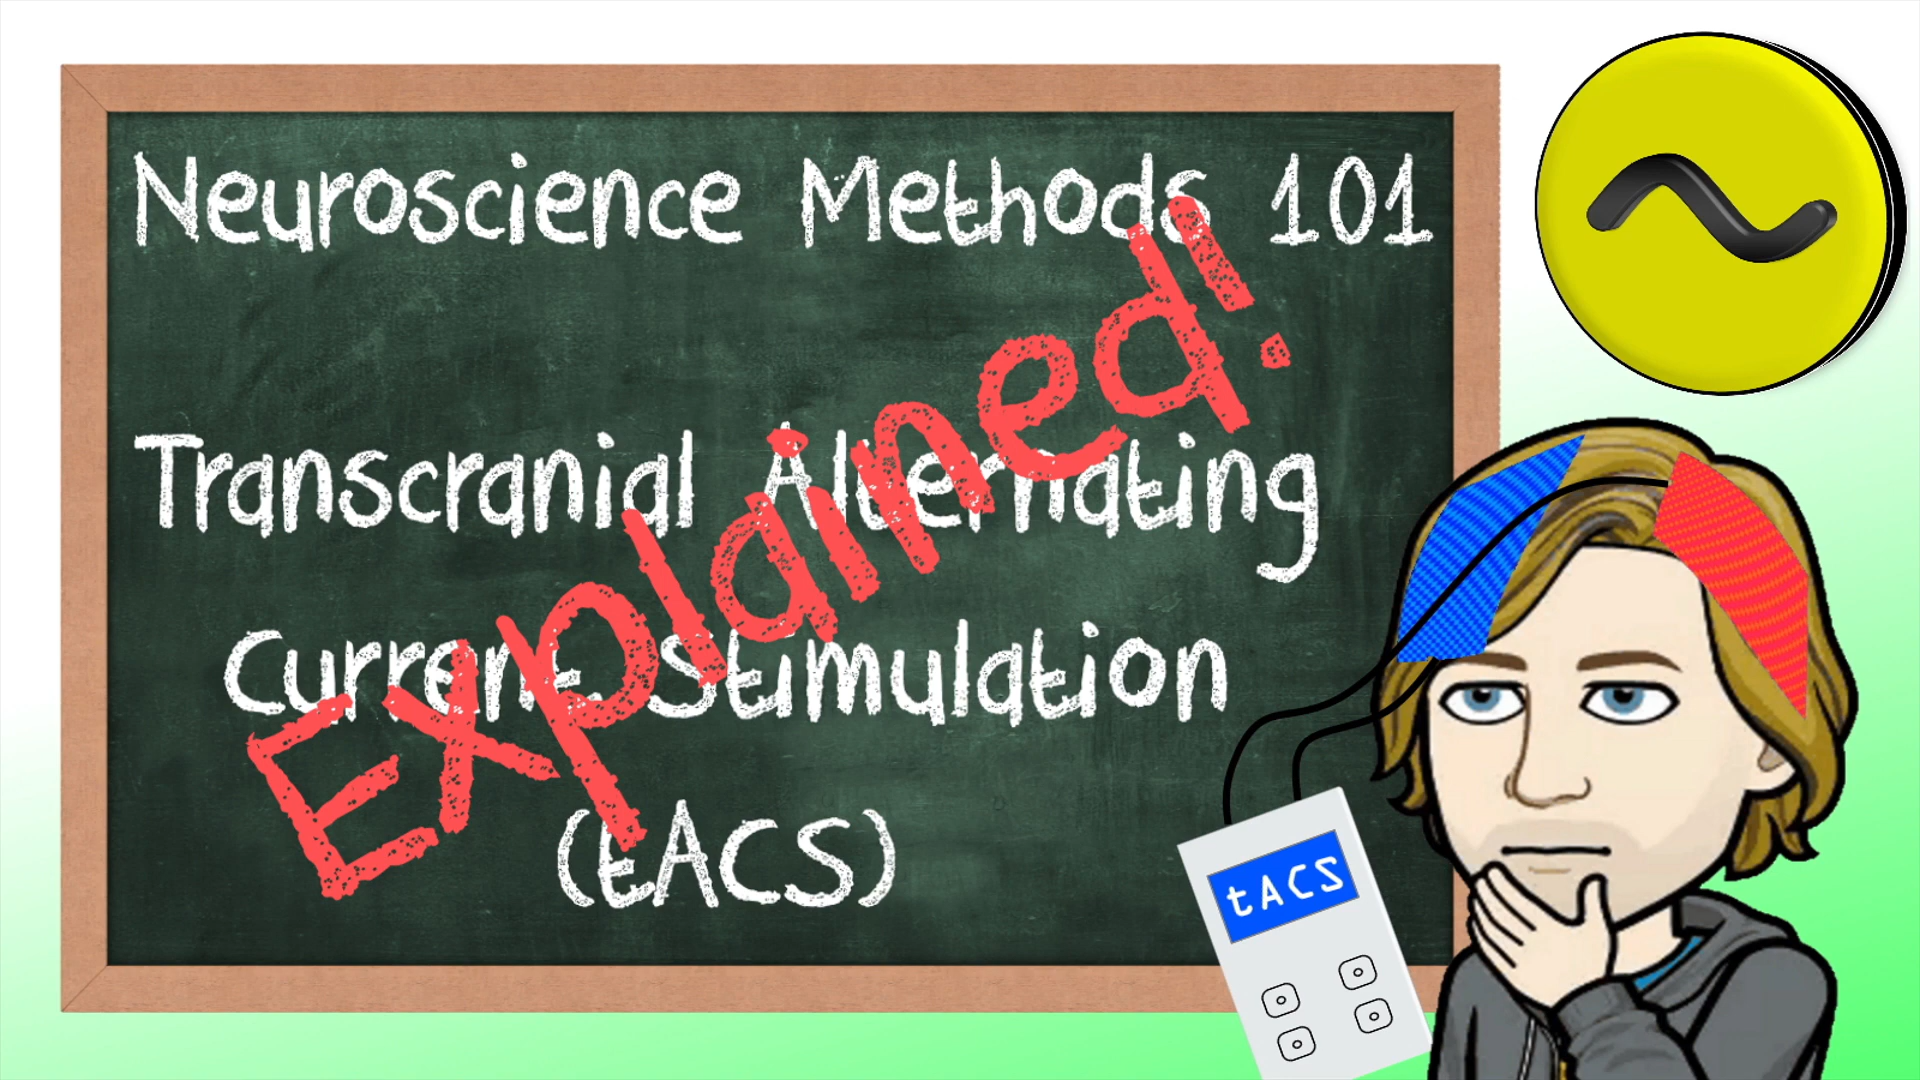 Neuroscience Methods 101
Transcranial Alternating
Current Stimulation
(tACS)
Explained!
tACS